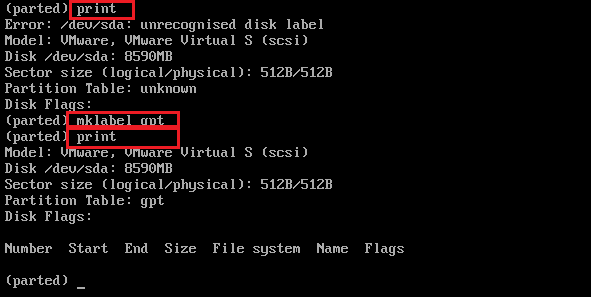 (parted) print
Error: /dev/sda: unrecognised disk label
Model: VMware, VMware Virtual S (scsi)
Disk /dev/sda: 8590MB
Sector size (logical/physical): 512B/512B
Partition Table: unknown
Disk Flags:
(parted) mklabel gpt
(parted) print
Model: VMware, VMware Virtual S (scsi)
Disk /dev/sda: 8590MB
Sector size (logical/physical): 512B/512B
Partition Table: gpt
Disk Flags:
Number  Start  End  Size  File system  Name  Flags
(parted) _